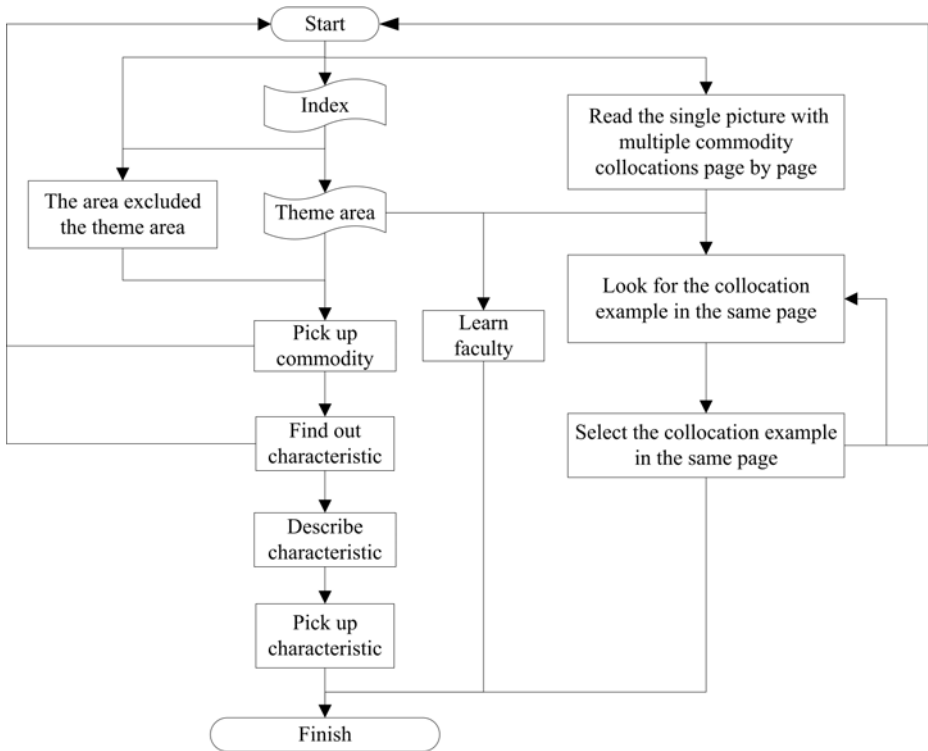 Start
Index
Read the single picture with
multiple commodity
collocations page by page
The area excluded
the theme area
Theme area
Look for the collocation
example in the same page
Learn
faculty
Pick up
commodity
Find out
characteristic
Select the collocation example
in the same page
Describe
characteristic
Pick up
characteristic
Finish